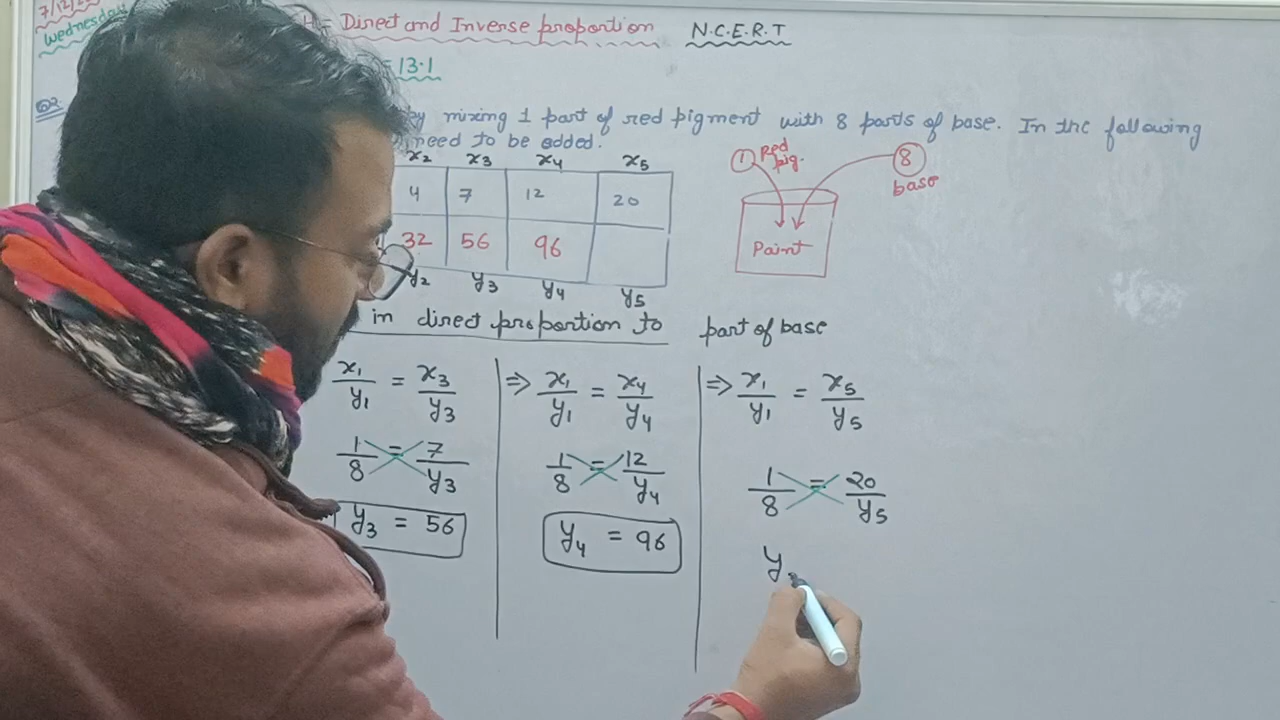 7/12/2
Wednesday
H = Direct and Inverse proportion N.C.E.R.T
= 13.1
Q3.
by mixing 1 part of red pigment with 8 parts of base. In the following
need to be added.
x2 x3 x4 x5
4 7 12 20
32 56 96
y2 y3 y4 y5
1 red pig. 8 base
Paint
in direct proportion to part of base
x1/y1 = x3/y3
1/8 = 7/y3
y3 = 56
⇒ x1/y1 = x4/y4
1/8 = 12/y4
y4 = 96
⇒ x1/y1 = x5/y5
1/8 = 20/y5
y